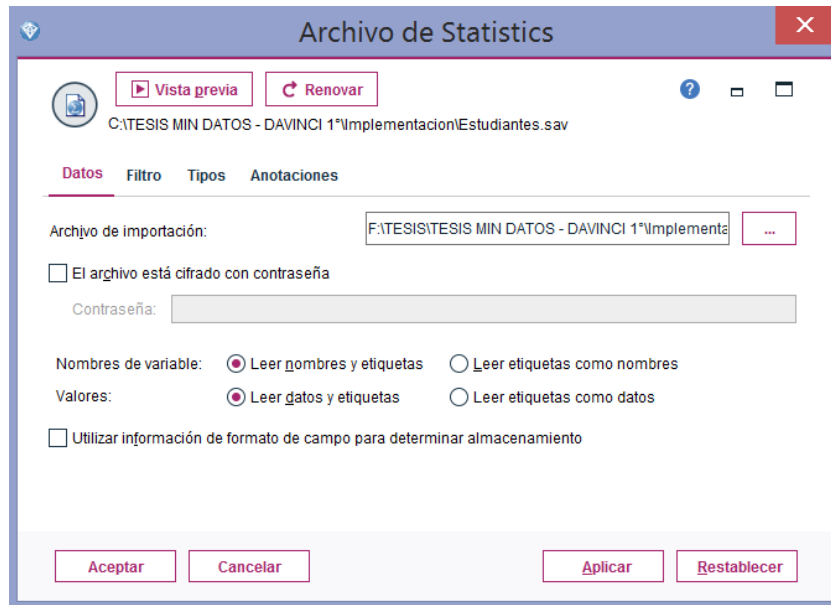 Archivo de Statistics
Vista previa Renovar
C:\TESIS MIN DATOS - DAVINCI 1°\Implementacion\Estudiantes.sav
Datos Filtro Tipos Anotaciones
Archivo de importación: F:\TESIS\TESIS MIN DATOS - DAVINCI 1°\Implementa ...
El archivo está cifrado con contraseña
Contraseña:
Nombres de variable: Leer nombres y etiquetas Leer etiquetas como nombres
Valores: Leer datos y etiquetas Leer etiquetas como datos
Utilizar información de formato de campo para determinar almacenamiento
Aceptar Cancelar Aplicar Restablecer